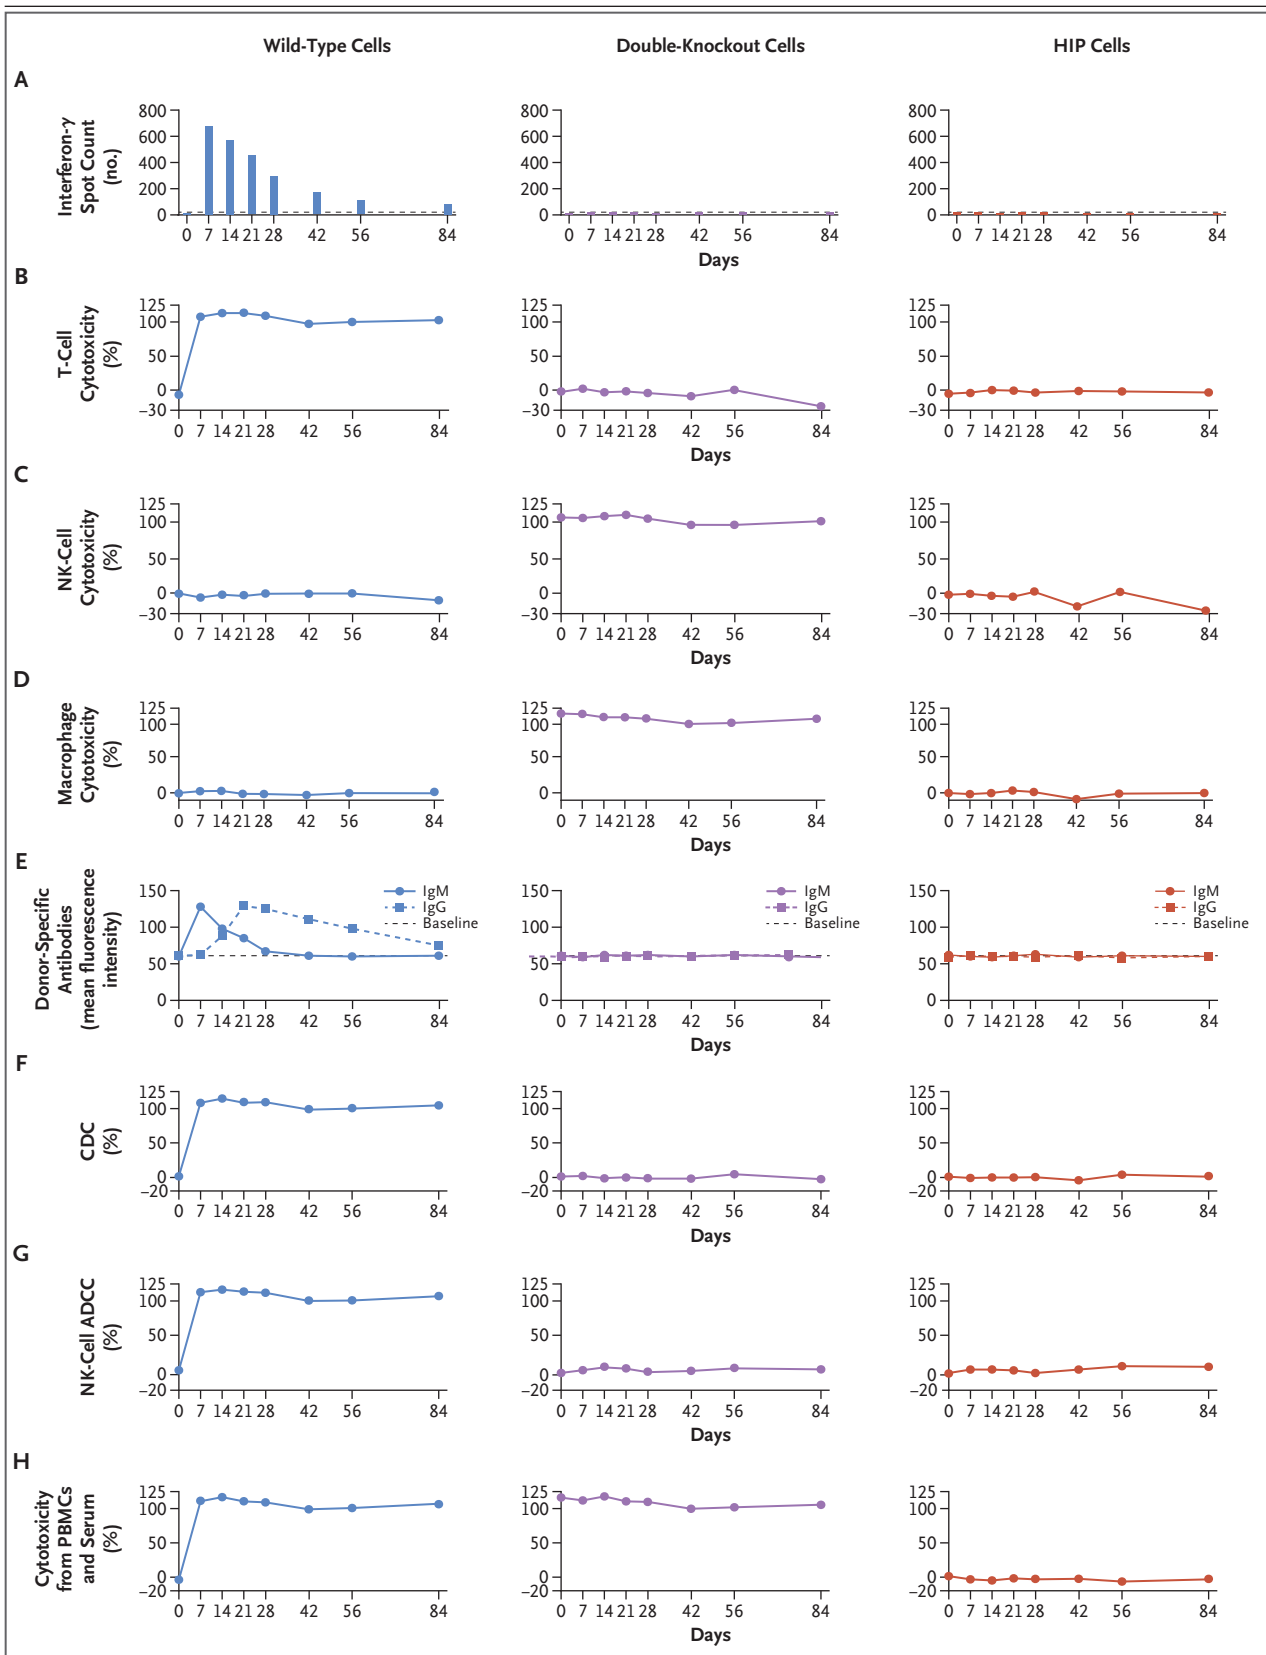 Wild-Type Cells Double-Knockout Cells HIP Cells
A
Interferon-γ
Spot Count
(no.)
800 800 800
600 600 600
400 400 400
200 200 200
0 0 0
0 7 14 21 28 42 56 84 0 7 14 21 28 42 56 84 0 7 14 21 28 42 56 84
Days
B
T-Cell
Cytotoxicity
(%)
125 125 125
100 100 100
50 50 50
0 0 0
−30 −30 −30
0 7 14 21 28 42 56 84 0 7 14 21 28 42 56 84 0 7 14 21 28 42 56 84
Days
C
NK-Cell
Cytotoxicity
(%)
125 125 125
100 100 100
50 50 50
0 0 0
−30 −30 −30
0 7 14 21 28 42 56 84 0 7 14 21 28 42 56 84 0 7 14 21 28 42 56 84
Days
D
Macrophage
Cytotoxicity
(%)
125 125 125
100 100 100
50 50 50
0 0 0
0 7 14 21 28 42 56 84 0 7 14 21 28 42 56 84 0 7 14 21 28 42 56 84
Days
E
Donor-Specific
Antibodies
(mean fluorescence
intensity)
150 IgM 150 IgM 150 IgM
IgG IgG IgG
Baseline Baseline Baseline
100 100 100
50 50 50
0 0 0
0 7 14 21 28 42 56 84 0 7 14 21 28 42 56 84 0 7 14 21 28 42 56 84
Days
F
CDC
(%)
125 125 125
100 100 100
50 50 50
0 0 0
−20 −20 −20
0 7 14 21 28 42 56 84 0 7 14 21 28 42 56 84 0 7 14 21 28 42 56 84
Days
G
NK-Cell ADCC
(%)
125 125 125
100 100 100
50 50 50
0 0 0
−20 −20 −20
0 7 14 21 28 42 56 84 0 7 14 21 28 42 56 84 0 7 14 21 28 42 56 84
Days
H
Cytotoxicity
from PBMCs
and Serum
(%)
125 125 125
100 100 100
50 50 50
0 0 0
−20 −20 −20
0 7 14 21 28 42 56 84 0 7 14 21 28 42 56 84 0 7 14 21 28 42 56 84
Days